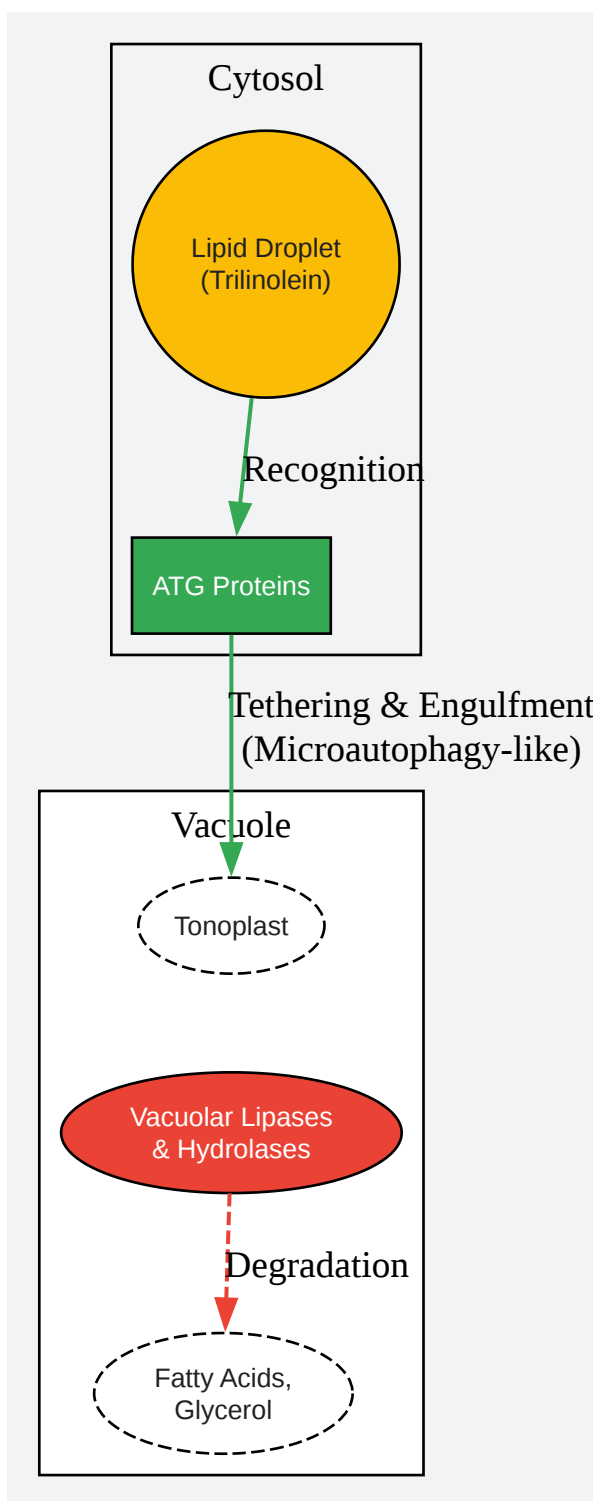 Cytosol
Lipid Droplet
(Trilinolein)
Recognition
ATG Proteins
Tethering & Engulfment
(Microautophagy-like)
Vacuole
Tonoplast
Vacuolar Lipases
& Hydrolases
Degradation
Fatty Acids,
Glycerol